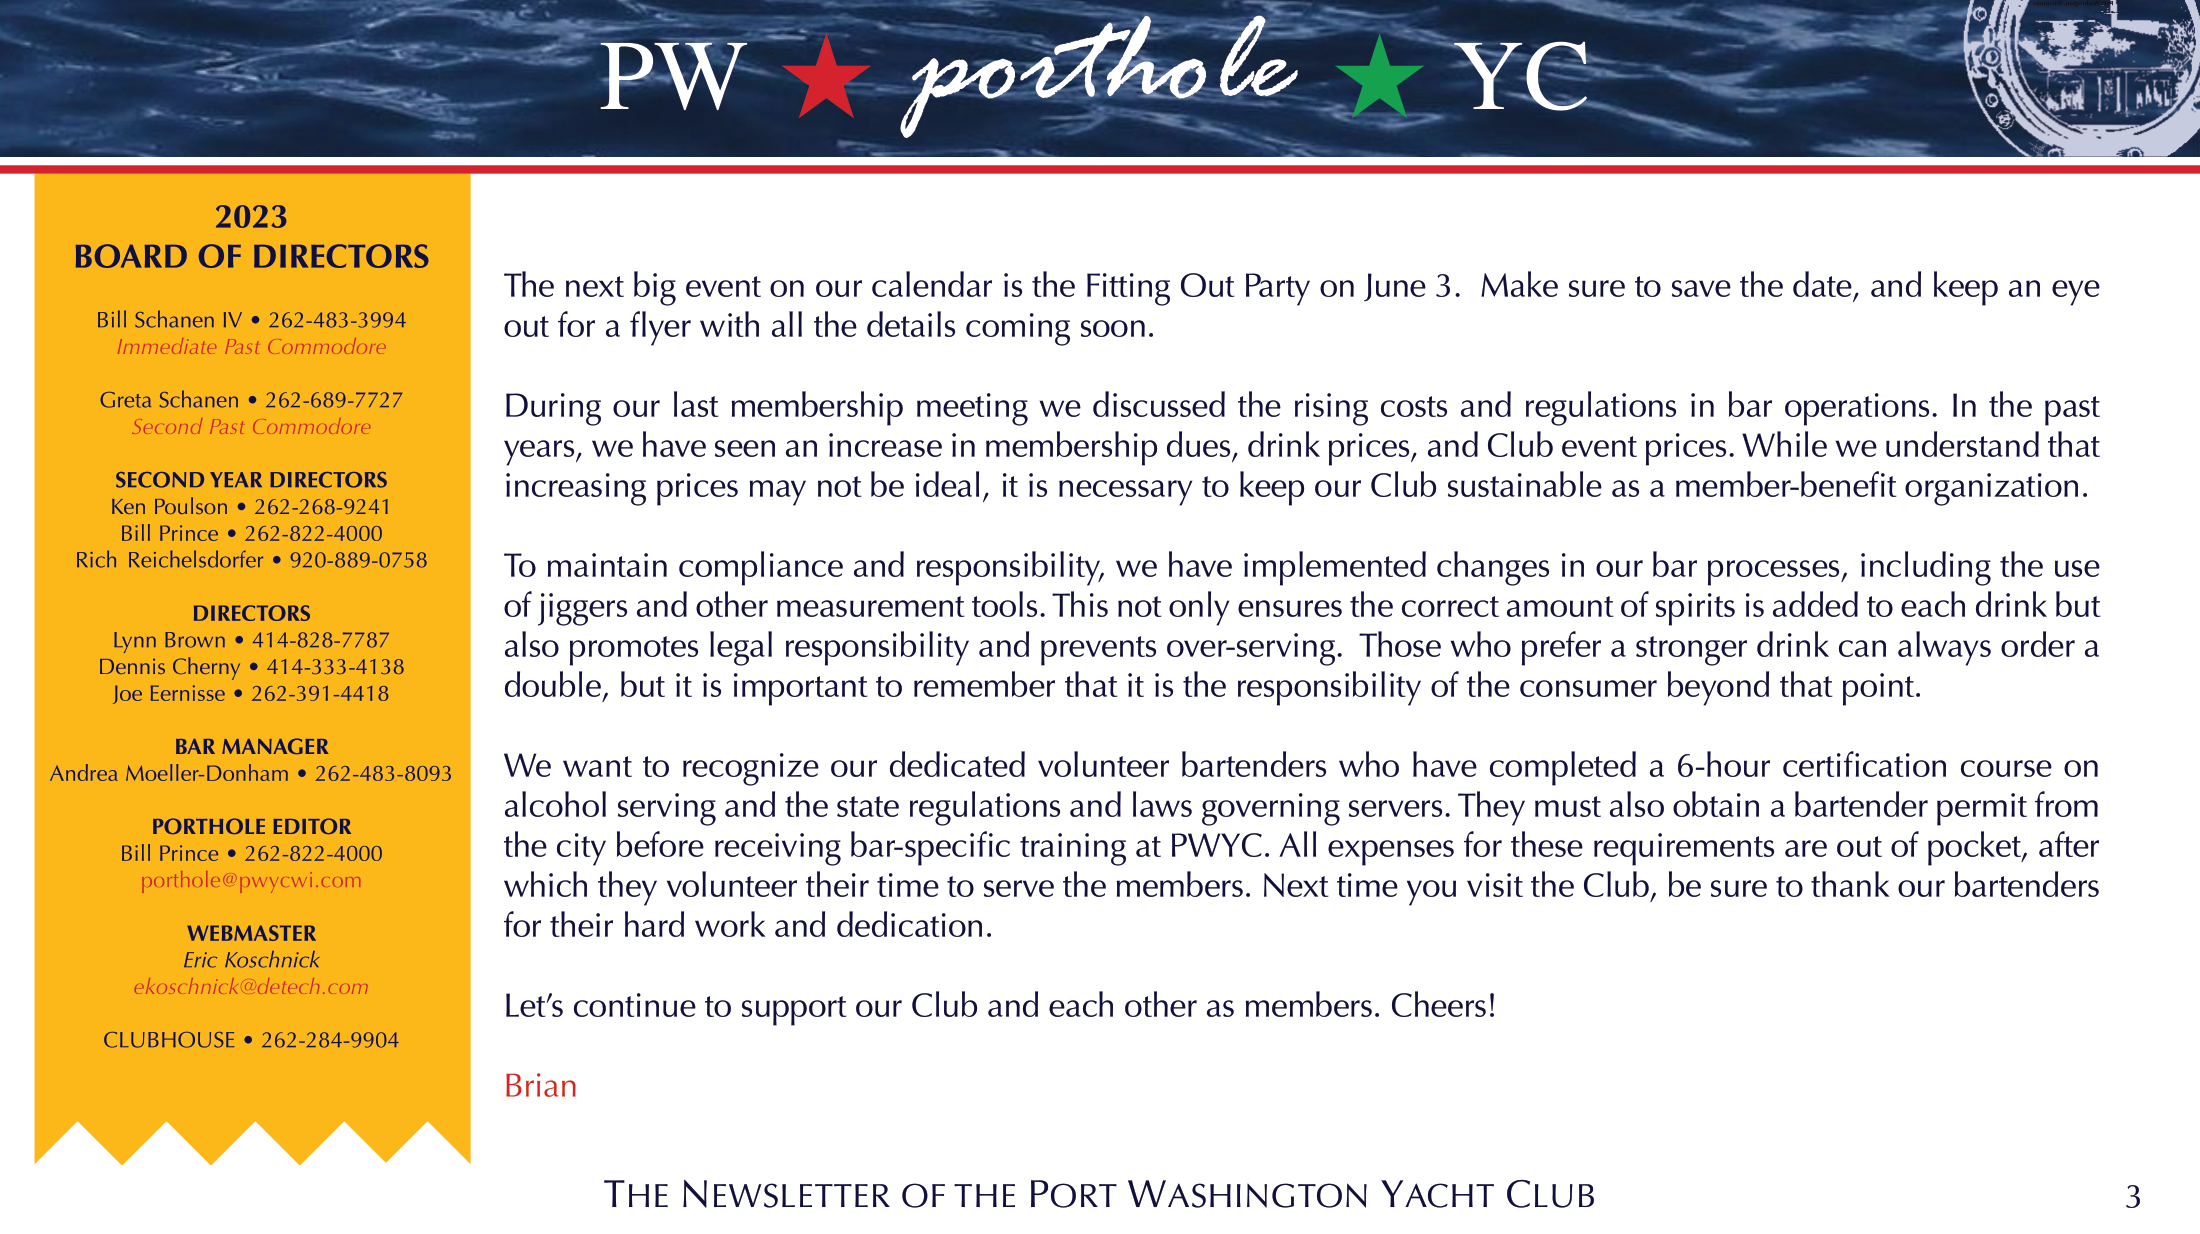 PW ★ porthole ★ YC
2023
BOARD OF DIRECTORS
Bill Schanen IV • 262-483-3994
Immediate Past Commodore
Greta Schanen • 262-689-7727
Second Past Commodore
SECOND YEAR DIRECTORS
Ken Poulson • 262-268-9241
Bill Prince • 262-822-4000
Rich Reichelsdorfer • 920-889-0758
DIRECTORS
Lynn Brown • 414-828-7787
Dennis Cherny • 414-333-4138
Joe Eernisse • 262-391-4418
BAR MANAGER
Andrea Moeller-Donham • 262-483-8093
PORTHOLE EDITOR
Bill Prince • 262-822-4000
porthole@pwycwi.com
WEBMASTER
Eric Koschnick
ekoschnick@detech.com
CLUBHOUSE • 262-284-9904
The next big event on our calendar is the Fitting Out Party on June 3.  Make sure to save the date, and keep an eye
out for a flyer with all the details coming soon.
During our last membership meeting we discussed the rising costs and regulations in bar operations. In the past
years, we have seen an increase in membership dues, drink prices, and Club event prices. While we understand that
increasing prices may not be ideal, it is necessary to keep our Club sustainable as a member-benefit organization.
To maintain compliance and responsibility, we have implemented changes in our bar processes, including the use
of jiggers and other measurement tools. This not only ensures the correct amount of spirits is added to each drink but
also promotes legal responsibility and prevents over-serving.  Those who prefer a stronger drink can always order a
double, but it is important to remember that it is the responsibility of the consumer beyond that point.
We want to recognize our dedicated volunteer bartenders who have completed a 6-hour certification course on
alcohol serving and the state regulations and laws governing servers. They must also obtain a bartender permit from
the city before receiving bar-specific training at PWYC. All expenses for these requirements are out of pocket, after
which they volunteer their time to serve the members. Next time you visit the Club, be sure to thank our bartenders
for their hard work and dedication.
Let’s continue to support our Club and each other as members. Cheers!
Brian
THE NEWSLETTER OF THE PORT WASHINGTON YACHT CLUB
3